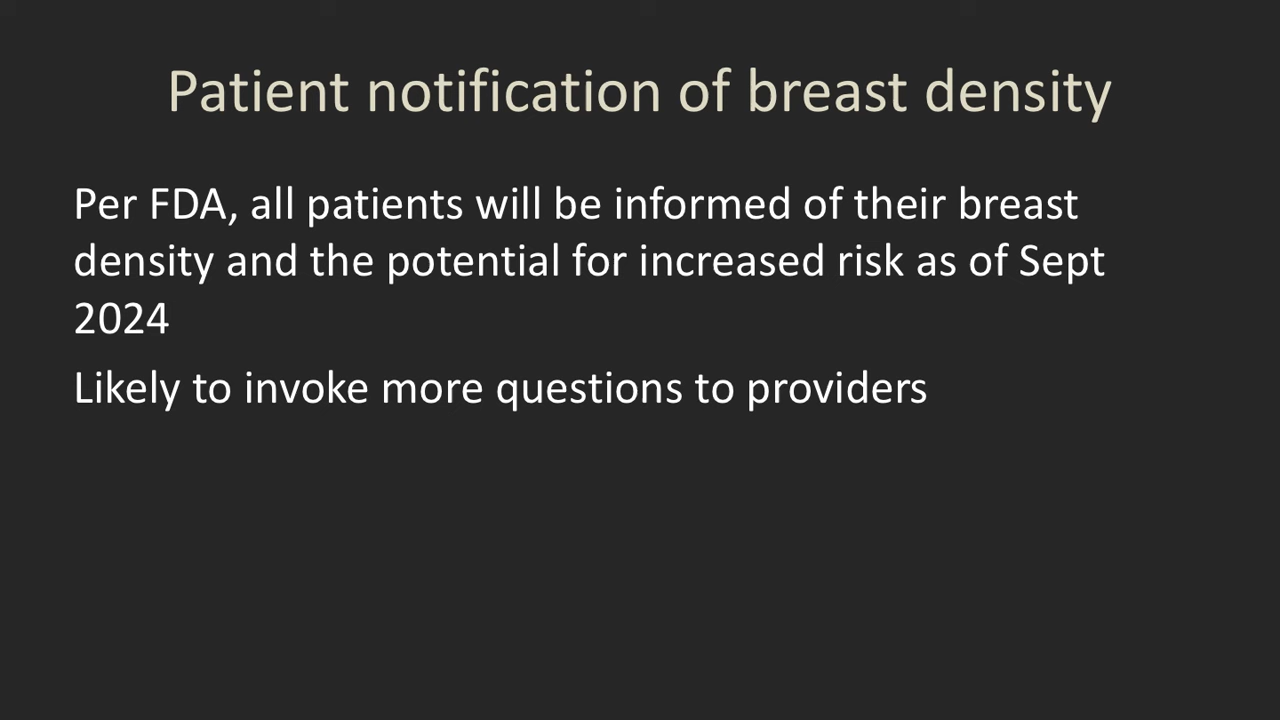 Patient notification of breast density
Per FDA, all patients will be informed of their breast
density and the potential for increased risk as of Sept
2024
Likely to invoke more questions to providers